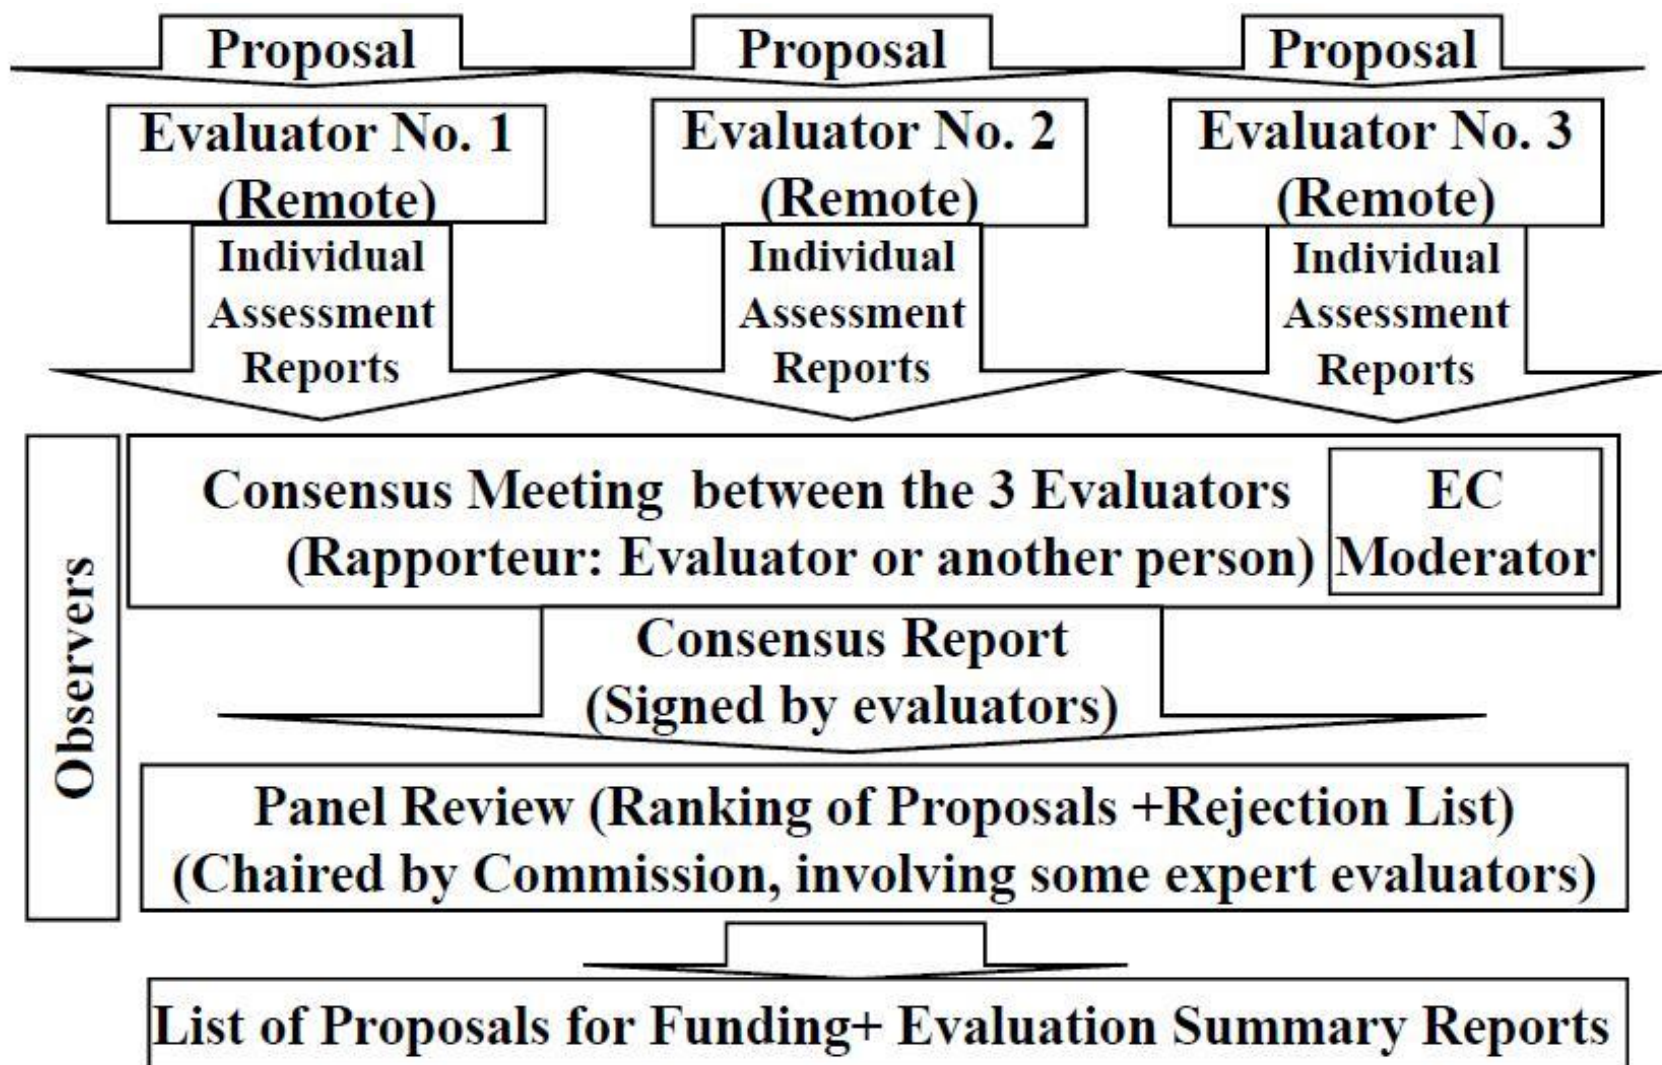 Proposal
Proposal
Proposal
Evaluator No. 1
(Remote)
Evaluator No. 2
(Remote)
Evaluator No. 3
(Remote)
Individual
Assessment
Reports
Individual
Assessment
Reports
Individual
Assessment
Reports
Observers
Consensus Meeting between the 3 Evaluators
(Rapporteur: Evaluator or another person)
EC
Moderator
Consensus Report
(Signed by evaluators)
Panel Review (Ranking of Proposals +Rejection List)
(Chaired by Commission, involving some expert evaluators)
List of Proposals for Funding+ Evaluation Summary Reports